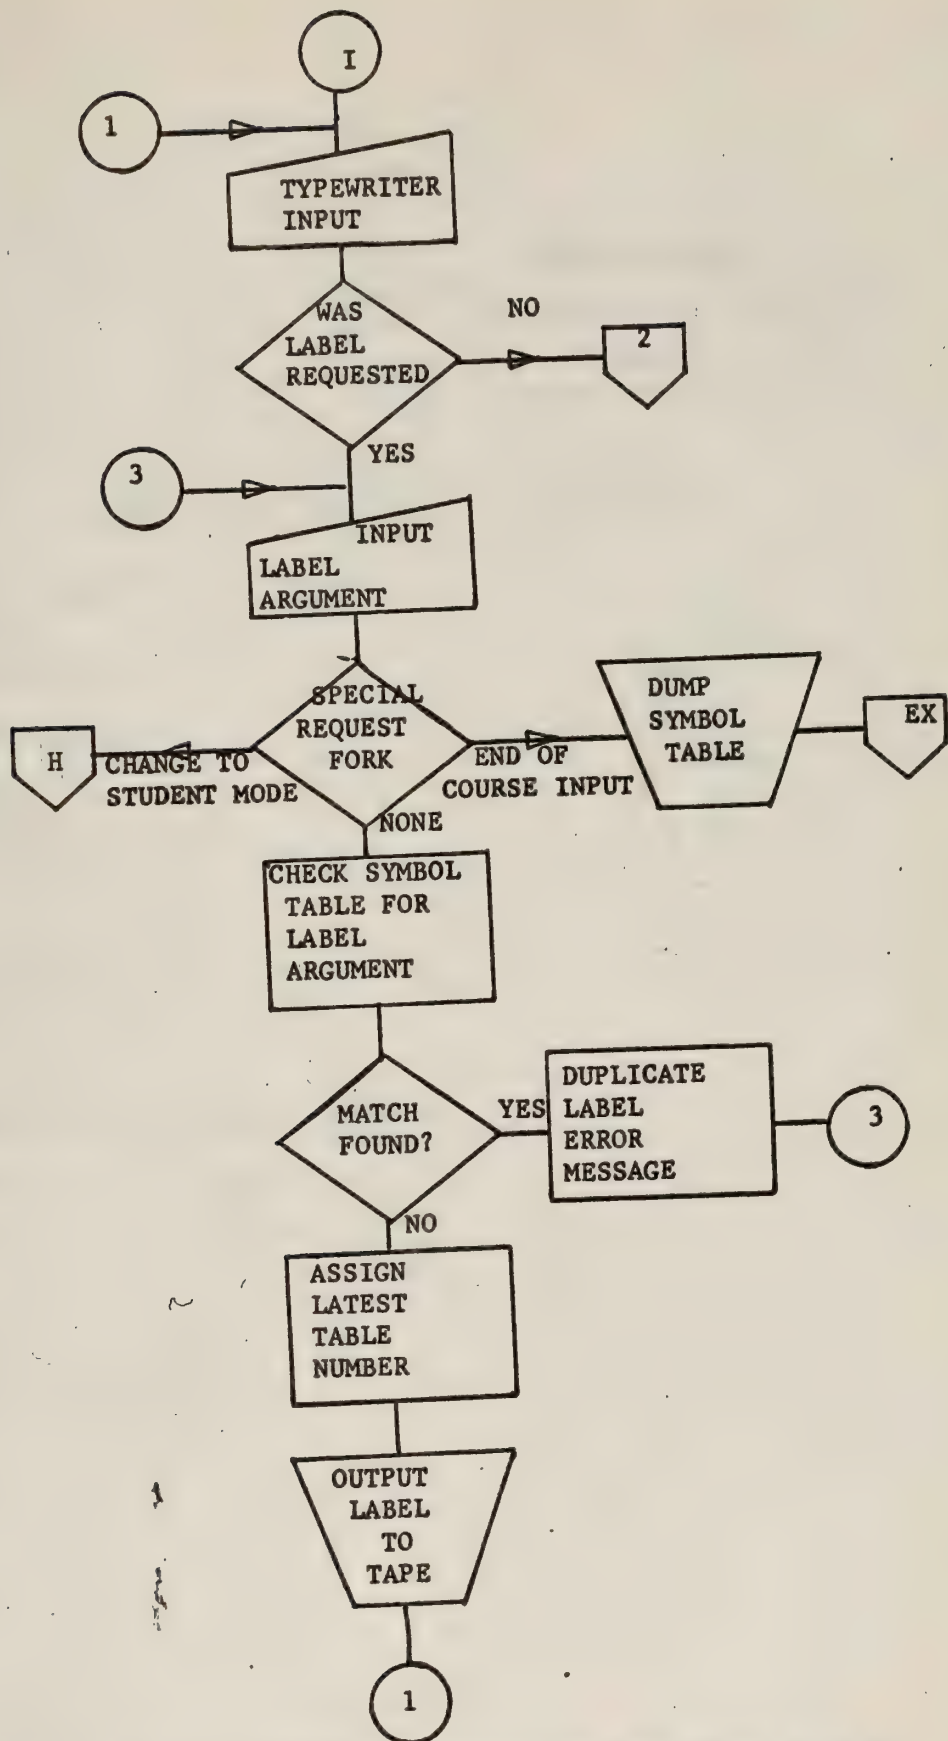 I
1
TYPEWRITER
INPUT
WAS
LABEL
REQUESTED
NO
2
YES
3
INPUT
LABEL
ARGUMENT
SPECIAL
REQUEST
FORK
H
CHANGE TO
STUDENT MODE
END OF
COURSE INPUT
DUMP
SYMBOL
TABLE
EX
NONE
CHECK SYMBOL
TABLE FOR
LABEL
ARGUMENT
MATCH
FOUND?
YES
DUPLICATE
LABEL
ERROR
MESSAGE
3
NO
ASSIGN
LATEST
TABLE
NUMBER
OUTPUT
LABEL
TO
TAPE
1